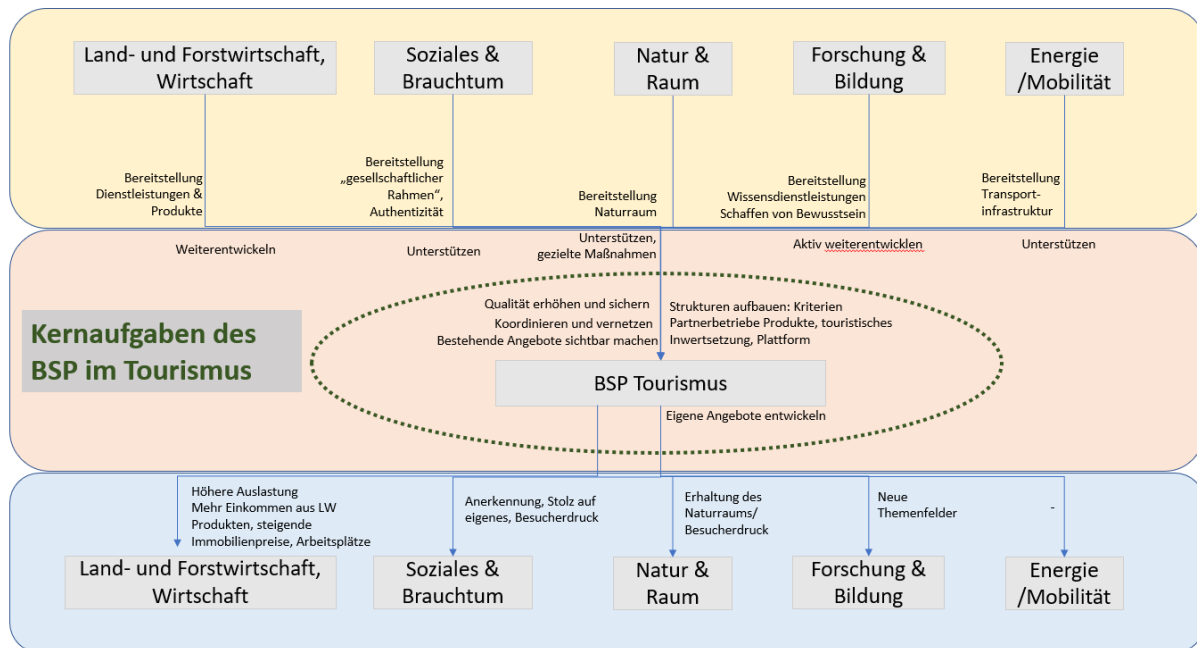 Land- und Forstwirtschaft,
Wirtschaft
Soziales &
Brauchtum
Natur &
Raum
Forschung &
Bildung
Energie
/Mobilität
Bereitstellung
Dienstleistungen &
Produkte
Bereitstellung
„gesellschaftlicher
Rahmen“,
Authentizität
Bereitstellung
Naturraum
Bereitstellung
Wissensdienstleistungen
Schaffen von Bewusstsein
Bereitstellung
Transport-
infrastruktur
Weiterentwickeln
Unterstützen
Unterstützen,
gezielte Maßnahmen
Aktiv weiterentwicklen
Unterstützen
Kernaufgaben des
BSP im Tourismus
Qualität erhöhen und sichern
Koordinieren und vernetzen
Bestehende Angebote sichtbar machen
Strukturen aufbauen: Kriterien
Partnerbetriebe Produkte, touristisches
Inwertsetzung, Plattform
BSP Tourismus
Eigene Angebote entwickeln
Höhere Auslastung
Mehr Einkommen aus LW
Produkten, steigende
Immobilienpreise, Arbeitsplätze
Anerkennung, Stolz auf
eigenes, Besucherdruck
Erhaltung des
Naturraums/
Besucherdruck
Neue
Themenfelder
-
Land- und Forstwirtschaft,
Wirtschaft
Soziales &
Brauchtum
Natur &
Raum
Forschung &
Bildung
Energie
/Mobilität